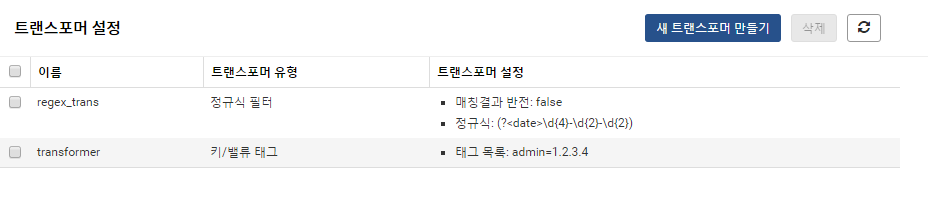 트랜스포머 설정
새 트랜스포머 만들기 삭제
이름 트랜스포머 유형 트랜스포머 설정
regex_trans 정규식 필터 매칭결과 반전: false
정규식: (?<date>\d{4}-\d{2}-\d{2})
transformer 키/밸류 태그 태그 목록: admin=1.2.3.4